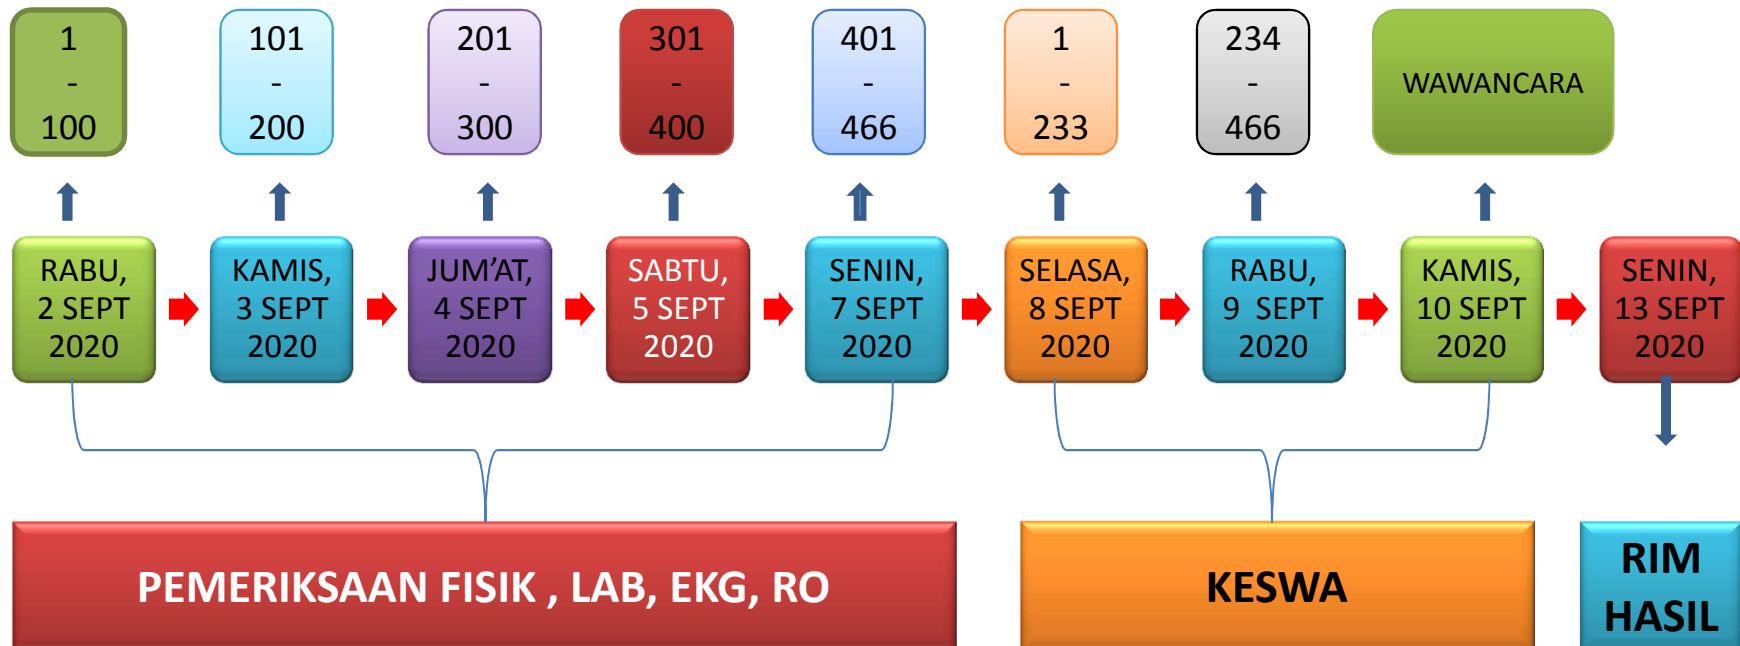 1
-
100
101
-
200
201
-
300
301
-
400
401
-
466
1
-
233
234
-
466
WAWANCARA
RABU,
2 SEPT
2020
KAMIS,
3 SEPT
2020
JUM’AT,
4 SEPT
2020
SABTU,
5 SEPT
2020
SENIN,
7 SEPT
2020
SELASA,
8 SEPT
2020
RABU,
9 SEPT
2020
KAMIS,
10 SEPT
2020
SENIN,
13 SEPT
2020
PEMERIKSAAN FISIK , LAB, EKG, RO
KESWA
RIM
HASIL